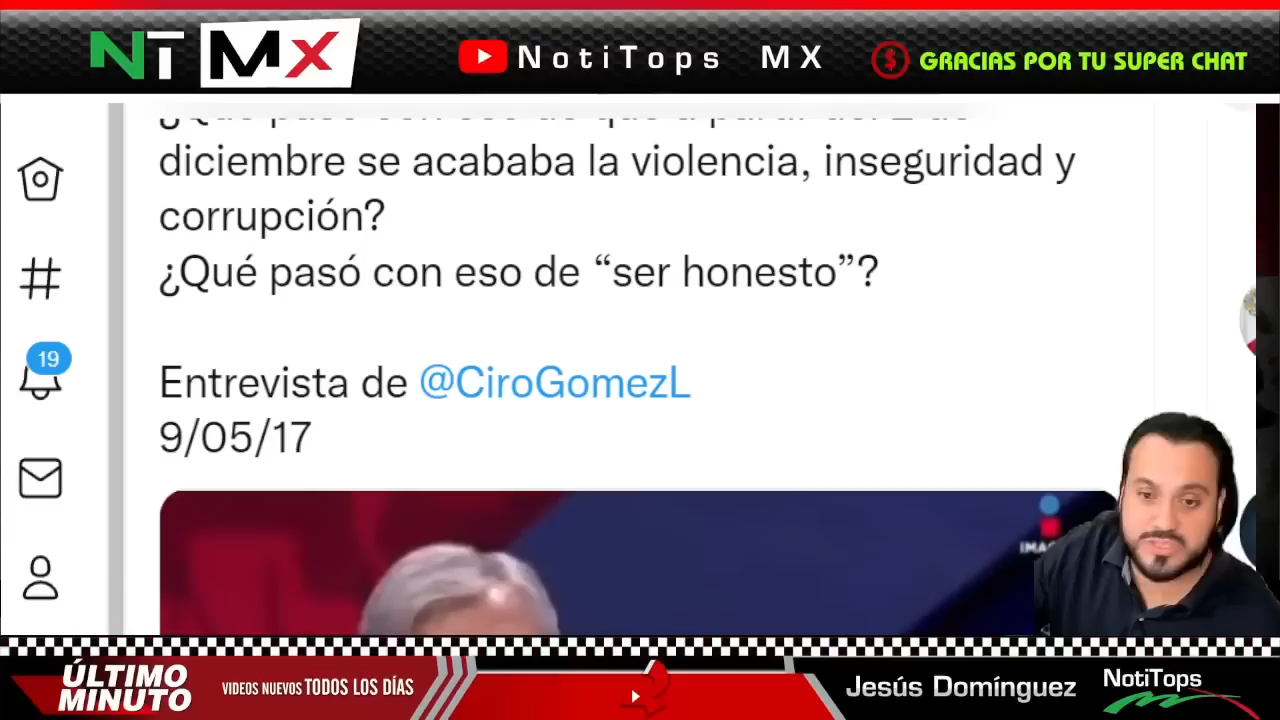 NT MX
NotiTops MX
GRACIAS POR TU SUPER CHAT
diciembre se acababa la violencia, inseguridad y
corrupción?
¿Qué pasó con eso de “ser honesto”?
19
Entrevista de @CiroGomezL
9/05/17
ÚLTIMO
MINUTO
VIDEOS NUEVOS TODOS LOS DÍAS
Jesús Domínguez
NotiTops